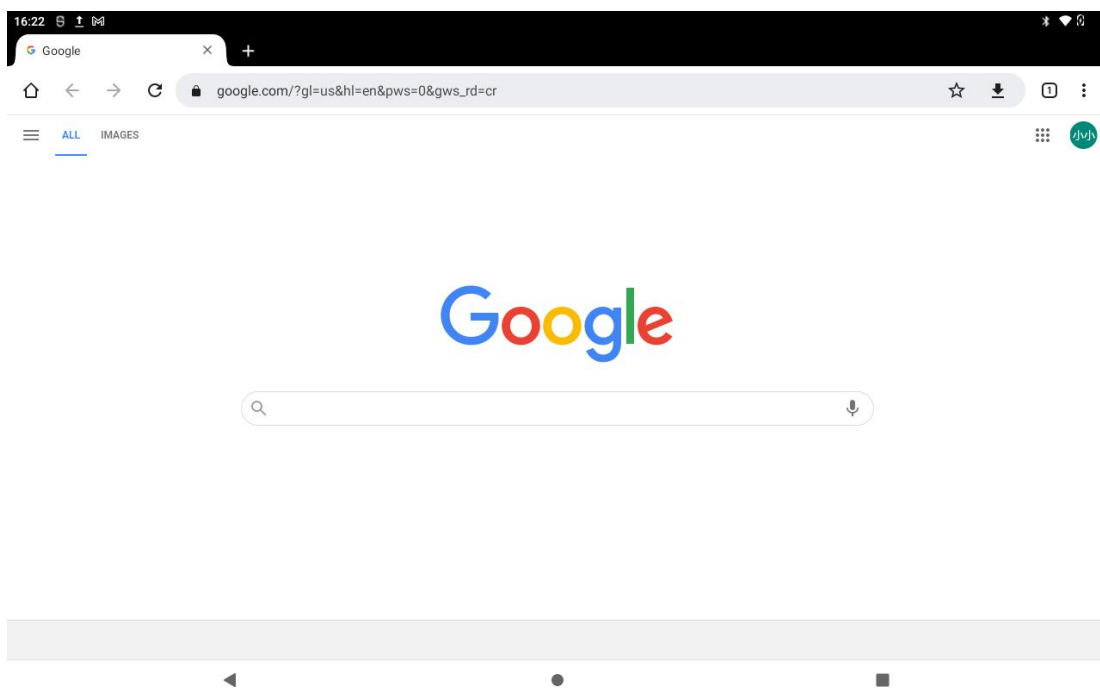 16:22
Google
google.com/?gl=us&hl=en&pws=0&gws_rd=cr
1
ALL IMAGES
小小
Google